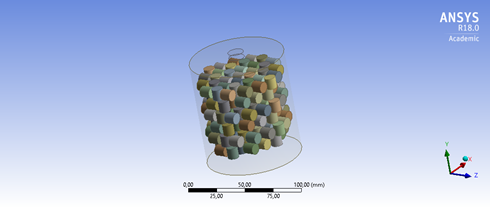 ANSYS
R18.0
Academic
Y
X
Z
0,00 50,00 100,00 (mm)
25,00 75,00